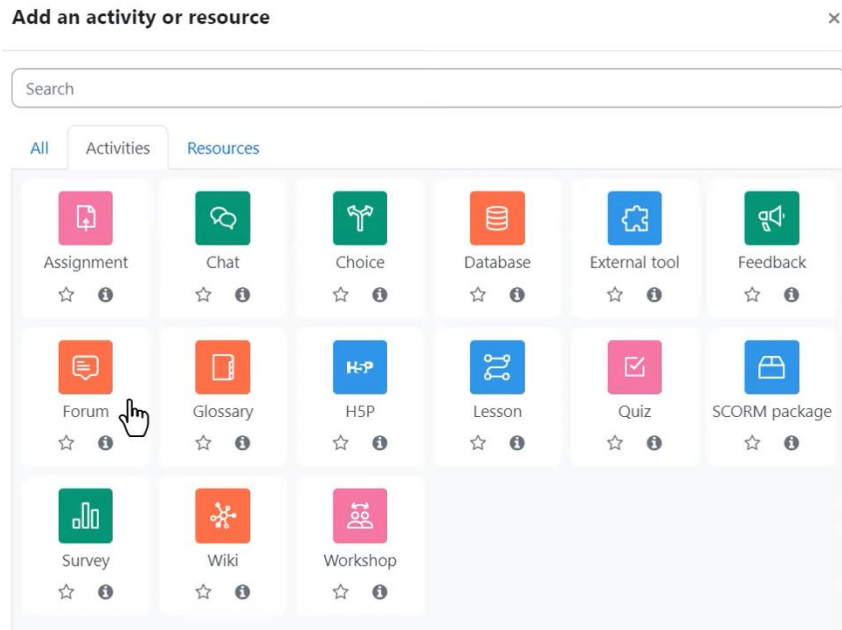 Add an activity or resource
Search
All Activities Resources
Assignment Chat Choice Database External tool Feedback
H5P
Forum Glossary H5P Lesson Quiz SCORM package
Survey Wiki Workshop